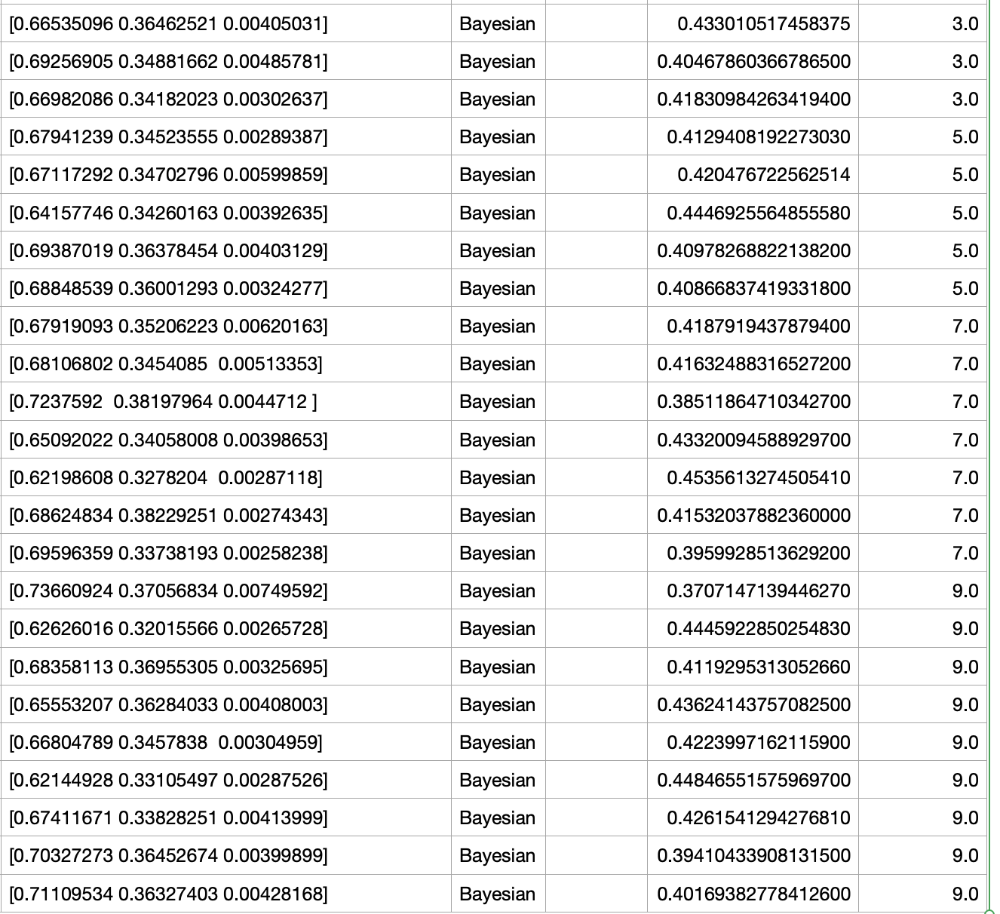 [0.66535096 0.36462521 0.00405031] Bayesian 0.433010517458375 3.0
[0.69256905 0.34881662 0.00485781] Bayesian 0.40467860366786500 3.0
[0.66982086 0.34182023 0.00302637] Bayesian 0.41830984263419400 3.0
[0.67941239 0.34523555 0.00289387] Bayesian 0.4129408192273030 5.0
[0.67117292 0.34702796 0.00599859] Bayesian 0.420476722562514 5.0
[0.64157746 0.34260163 0.00392635] Bayesian 0.4446925564855580 5.0
[0.69387019 0.36378454 0.00403129] Bayesian 0.40978268822138200 5.0
[0.68848539 0.36001293 0.00324277] Bayesian 0.40866837419331800 5.0
[0.67919093 0.35206223 0.00620163] Bayesian 0.4187919437879400 7.0
[0.68106802 0.3454085  0.00513353] Bayesian 0.41632488316527200 7.0
[0.7237592  0.38197964 0.0044712 ] Bayesian 0.38511864710342700 7.0
[0.65092022 0.34058008 0.00398653] Bayesian 0.43320094588929700 7.0
[0.62198608 0.3278204  0.00287118] Bayesian 0.4535613274505410 7.0
[0.68624834 0.38229251 0.00274343] Bayesian 0.41532037882360000 7.0
[0.69596359 0.33738193 0.00258238] Bayesian 0.3959928513629200 7.0
[0.73660924 0.37056834 0.00749592] Bayesian 0.3707147139446270 9.0
[0.62626016 0.32015566 0.00265728] Bayesian 0.4445922850254830 9.0
[0.68358113 0.36955305 0.00325695] Bayesian 0.4119295313052660 9.0
[0.65553207 0.36284033 0.00408003] Bayesian 0.43624143757082500 9.0
[0.66804789 0.3457838  0.00304959] Bayesian 0.4223997162115900 9.0
[0.62144928 0.33105497 0.00287526] Bayesian 0.44846551575969700 9.0
[0.67411671 0.33828251 0.00413999] Bayesian 0.4261541294276810 9.0
[0.70327273 0.36452674 0.00399899] Bayesian 0.39410433908131500 9.0
[0.71109534 0.36327403 0.00428168] Bayesian 0.40169382778412600 9.0